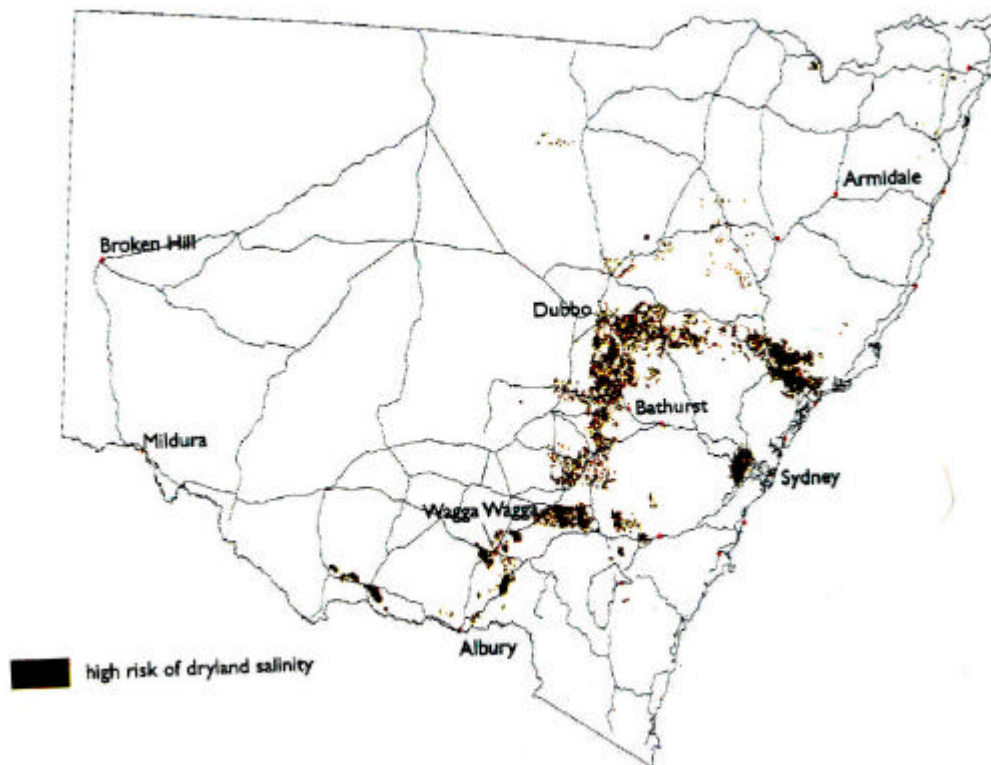 Armidale
Broken Hill
Dubbo
Bathurst
Mildura
Sydney
Wagga Wagga
Albury
high risk of dryland salinity